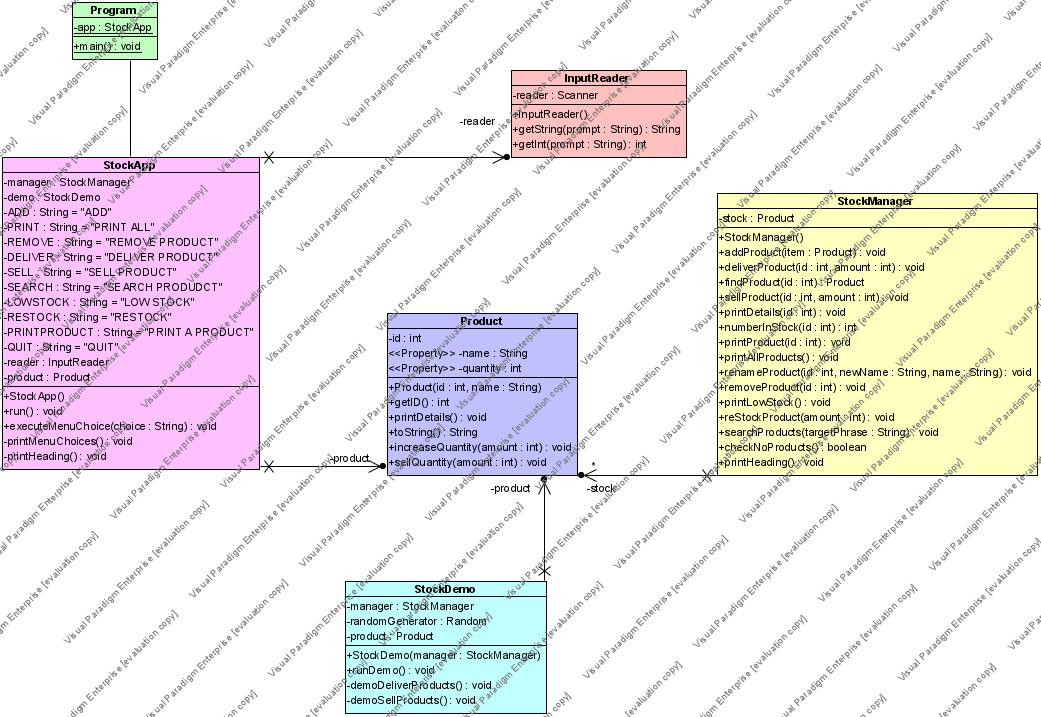 Program
-app : StockApp
+main() : void
InputReader
-reader : Scanner
+InputReader()
+getString(prompt : String) : String
+getInt(prompt : String) : int
-reader
StockApp
-manager : StockManager
-demo : StockDemo
-ADD : String = "ADD"
-PRINT : String = "PRINT ALL"
-REMOVE : String = "REMOVE PRODUCT"
-DELIVER : String = "DELIVER PRODUCT"
-SELL : String = "SELL PRODUCT"
-SEARCH : String = "SEARCH PRODUDCT"
-LOWSTOCK : String = "LOW STOCK"
-RESTOCK : String = "RESTOCK"
-PRINTPRODUCT : String = "PRINT A PRODUCT"
-QUIT : String = "QUIT"
-reader : InputReader
-product : Product
+StockApp()
+run() : void
+executeMenuChoice(choice : String) : void
-printMenuChoices() : void
-printHeading() : void
StockManager
-stock : Product
+StockManager()
+addProduct(item : Product) : void
+deliverProduct(id : int, amount : int) : void
+findProduct(id : int) : Product
+sellProduct(id : int, amount : int) : void
+printDetails(id : int) : void
+numberInStock(id : int) : int
+printProduct(id : int) : void
+printAllProducts() : void
+renameProduct(id : int, newName : String, name : String) : void
+removeProduct(id : int) : void
+printLowStock() : void
+reStockProduct(amount : int) : void
+searchProducts(targetPhrase : String) : void
+checkNoProducts() : boolean
+printHeading() : void
Product
-id : int
<<Property>> -name : String
<<Property>> -quantity : int
+Product(id : int, name : String)
+getID() : int
+printDetails() : void
+toString() : String
+increaseQuantity(amount : int) : void
+sellQuantity(amount : int) : void
-product
*
-product
-stock
StockDemo
-manager : StockManager
-randomGenerator : Random
-product : Product
+StockDemo(manager : StockManager)
+runDemo() : void
-demoDeliverProducts() : void
-demoSellProducts() : void
Visual Paradigm Enterprise [evaluation copy]